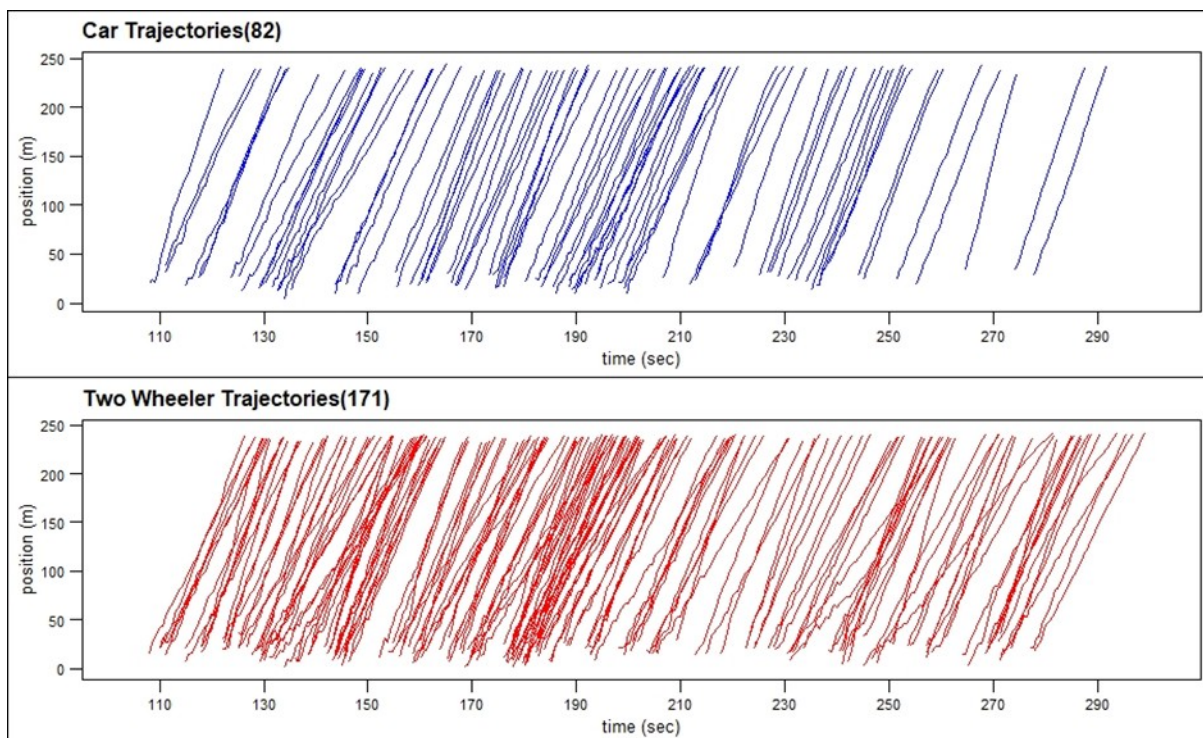 Car Trajectories(82)
250
200
150
100
50
0
position (m)
110 130 150 170 190 210 230 250 270 290
time (sec)
Two Wheeler Trajectories(171)
250
200
150
100
50
0
position (m)
110 130 150 170 190 210 230 250 270 290
time (sec)